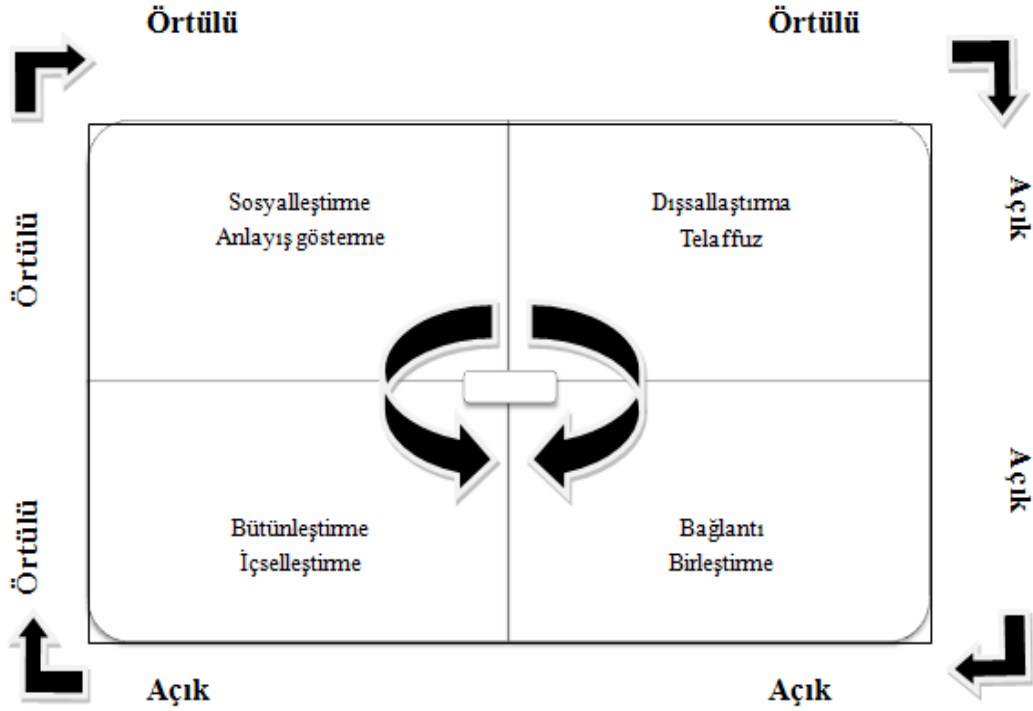 Örtülü
Örtülü
Örtülü
Açık
Sosyalleştirme
Anlayış gösterme
Dışsallaştırma
Telaffuz
Örtülü
Açık
Bütünleştirme
İçselleştirme
Bağlantı
Birleştirme
Açık
Açık